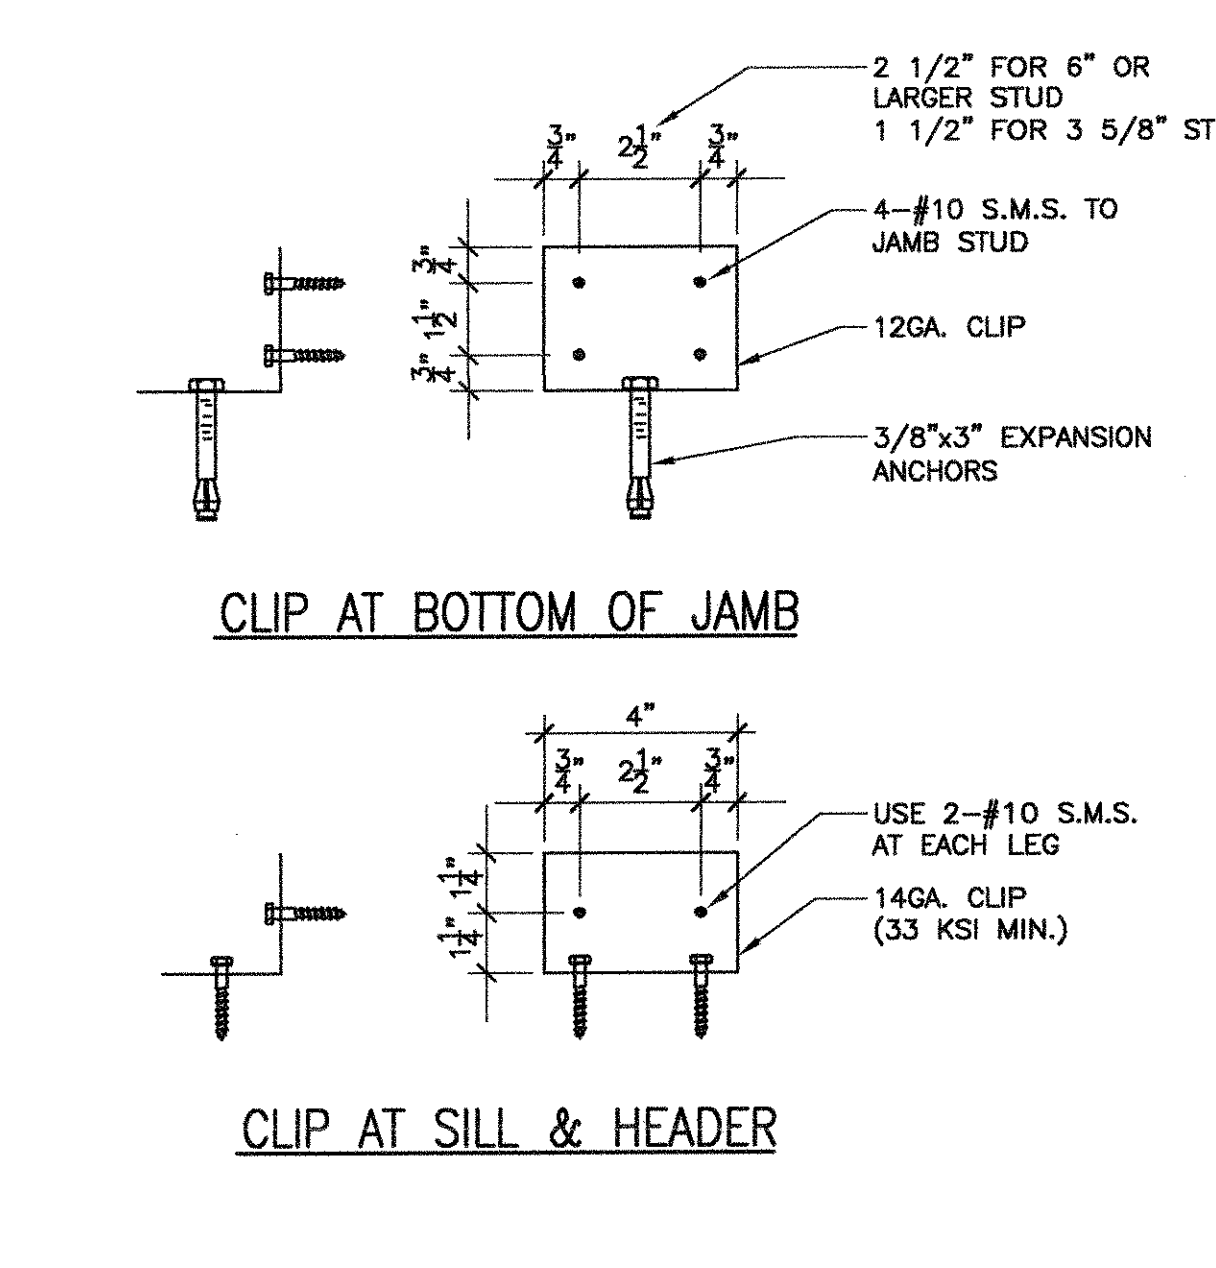 2 1/2" FOR 6" OR
LARGER STUD
1 1/2" FOR 3 5/8" ST
3/4" 2 1/2" 3/4"
4-#10 S.M.S. TO
JAMB STUD
3/4"
1 1/2"
3/4"
12GA. CLIP
3/8"x3" EXPANSION
ANCHORS
CLIP AT BOTTOM OF JAMB
4"
3/4" 2 1/2" 3/4"
USE 2-#10 S.M.S.
AT EACH LEG
1 1/4"
1 1/4"
14GA. CLIP
(33 KSI MIN.)
CLIP AT SILL & HEADER